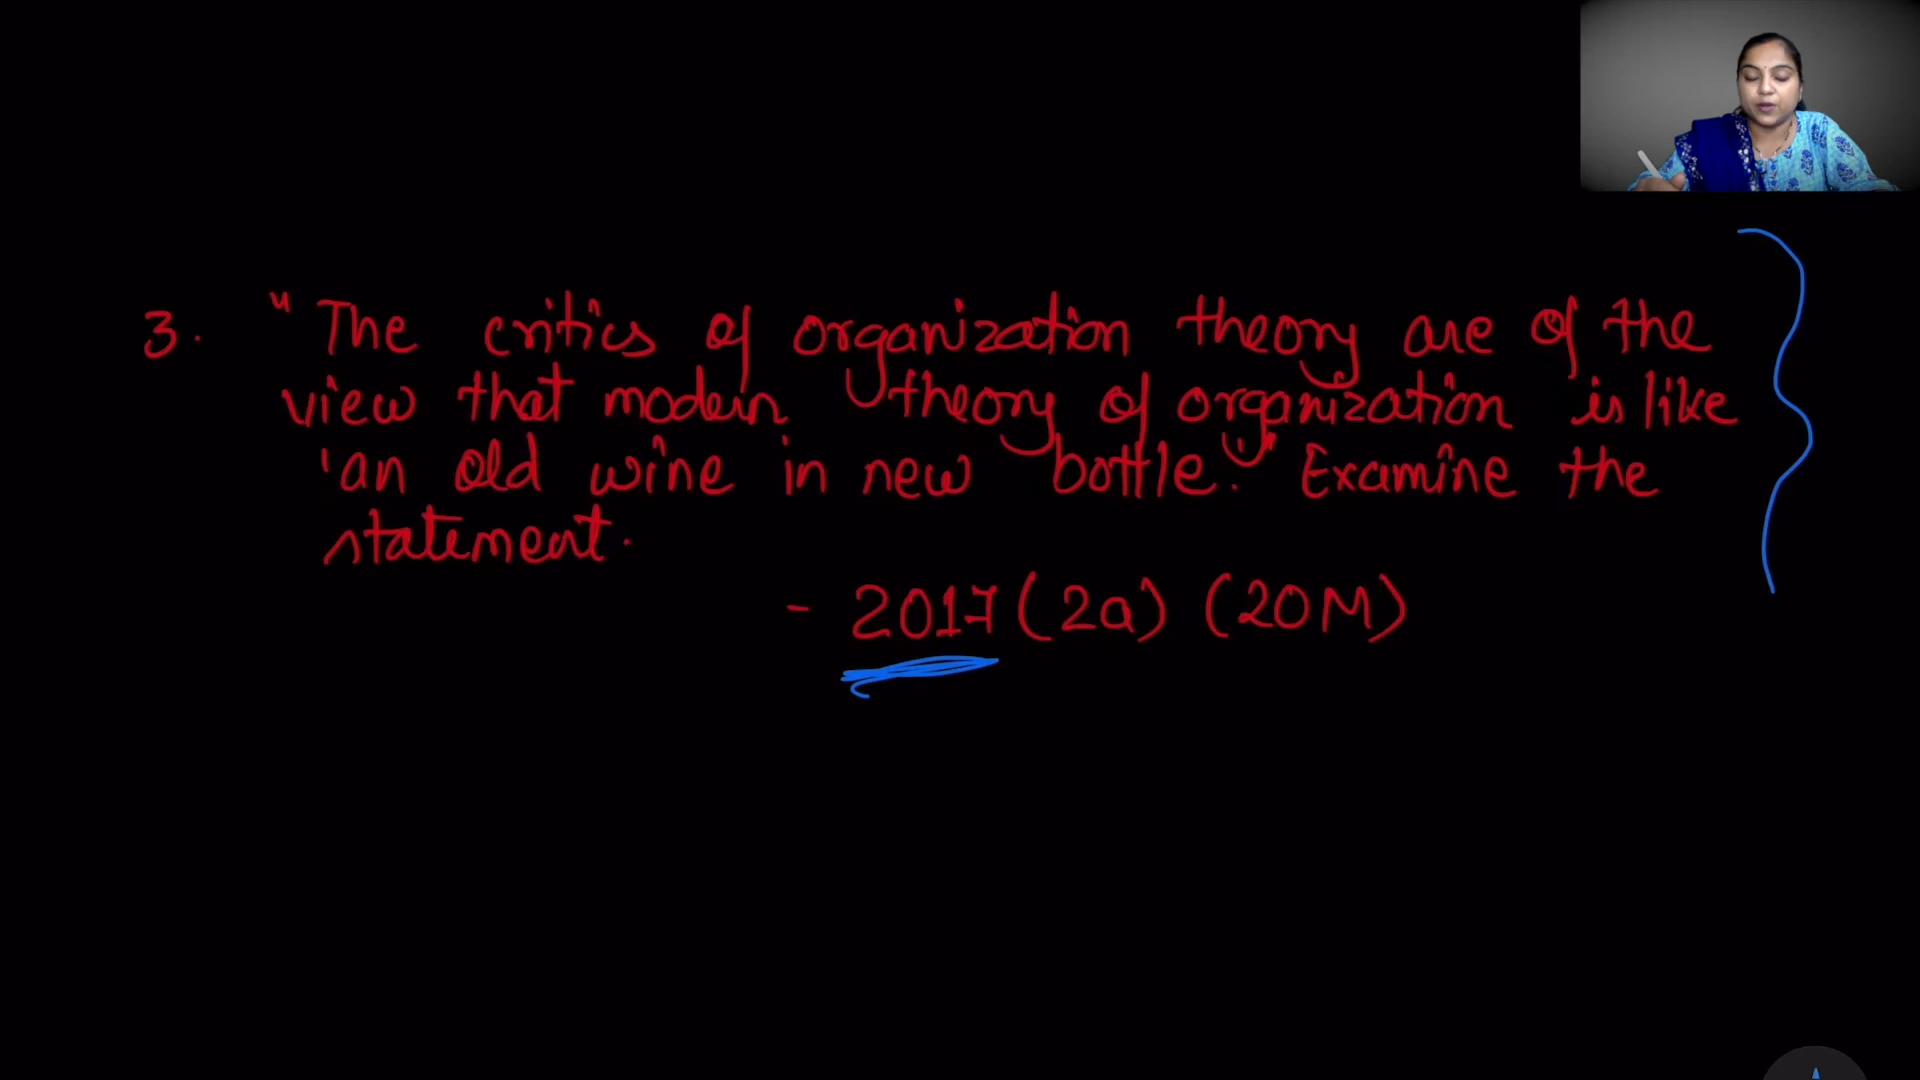 3. "The critics of organization theory are of the
view that modern theory of organization is like
'an old wine in new bottle.'" Examine the
statement.
- 2017 (2a) (20M)